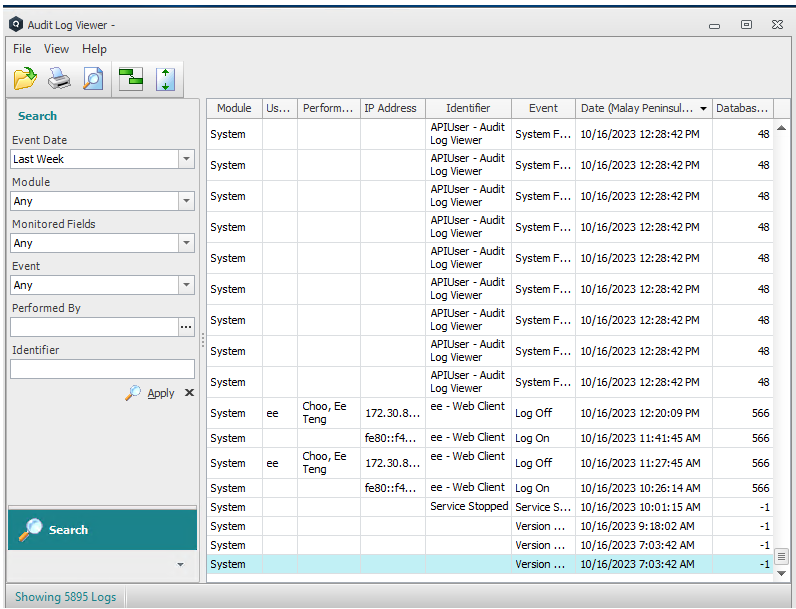 Audit Log Viewer -
File View Help
Search
Event Date
Last Week
Module
Any
Monitored Fields
Any
Event
Any
Performed By
...
Identifier
Apply
Search
Module Us... Perform... IP Address Identifier Event Date (Malay Peninsul... Databas...
System APIUser - Audit Log Viewer System F... 10/16/2023 12:28:42 PM 48
System APIUser - Audit Log Viewer System F... 10/16/2023 12:28:42 PM 48
System APIUser - Audit Log Viewer System F... 10/16/2023 12:28:42 PM 48
System APIUser - Audit Log Viewer System F... 10/16/2023 12:28:42 PM 48
System APIUser - Audit Log Viewer System F... 10/16/2023 12:28:42 PM 48
System APIUser - Audit Log Viewer System F... 10/16/2023 12:28:42 PM 48
System APIUser - Audit Log Viewer System F... 10/16/2023 12:28:42 PM 48
System APIUser - Audit Log Viewer System F... 10/16/2023 12:28:42 PM 48
System APIUser - Audit Log Viewer System F... 10/16/2023 12:28:42 PM 48
System ee Choo, Ee Teng 172.30.8... ee - Web Client Log Off 10/16/2023 12:20:09 PM 566
System fe80::f4... ee - Web Client Log On 10/16/2023 11:41:45 AM 566
System ee Choo, Ee Teng 172.30.8... ee - Web Client Log Off 10/16/2023 11:27:45 AM 566
System fe80::f4... ee - Web Client Log On 10/16/2023 10:26:14 AM 566
System Service Stopped Service S... 10/16/2023 10:01:15 AM -1
System Version ... 10/16/2023 9:18:02 AM -1
System Version ... 10/16/2023 7:03:42 AM -1
System Version ... 10/16/2023 7:03:42 AM -1
Showing 5895 Logs